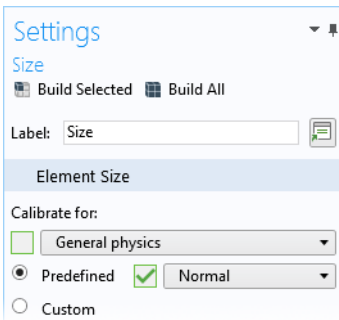 Settings
Size
Build Selected Build All
Label: Size
Element Size
Calibrate for:
General physics
Predefined Normal
Custom